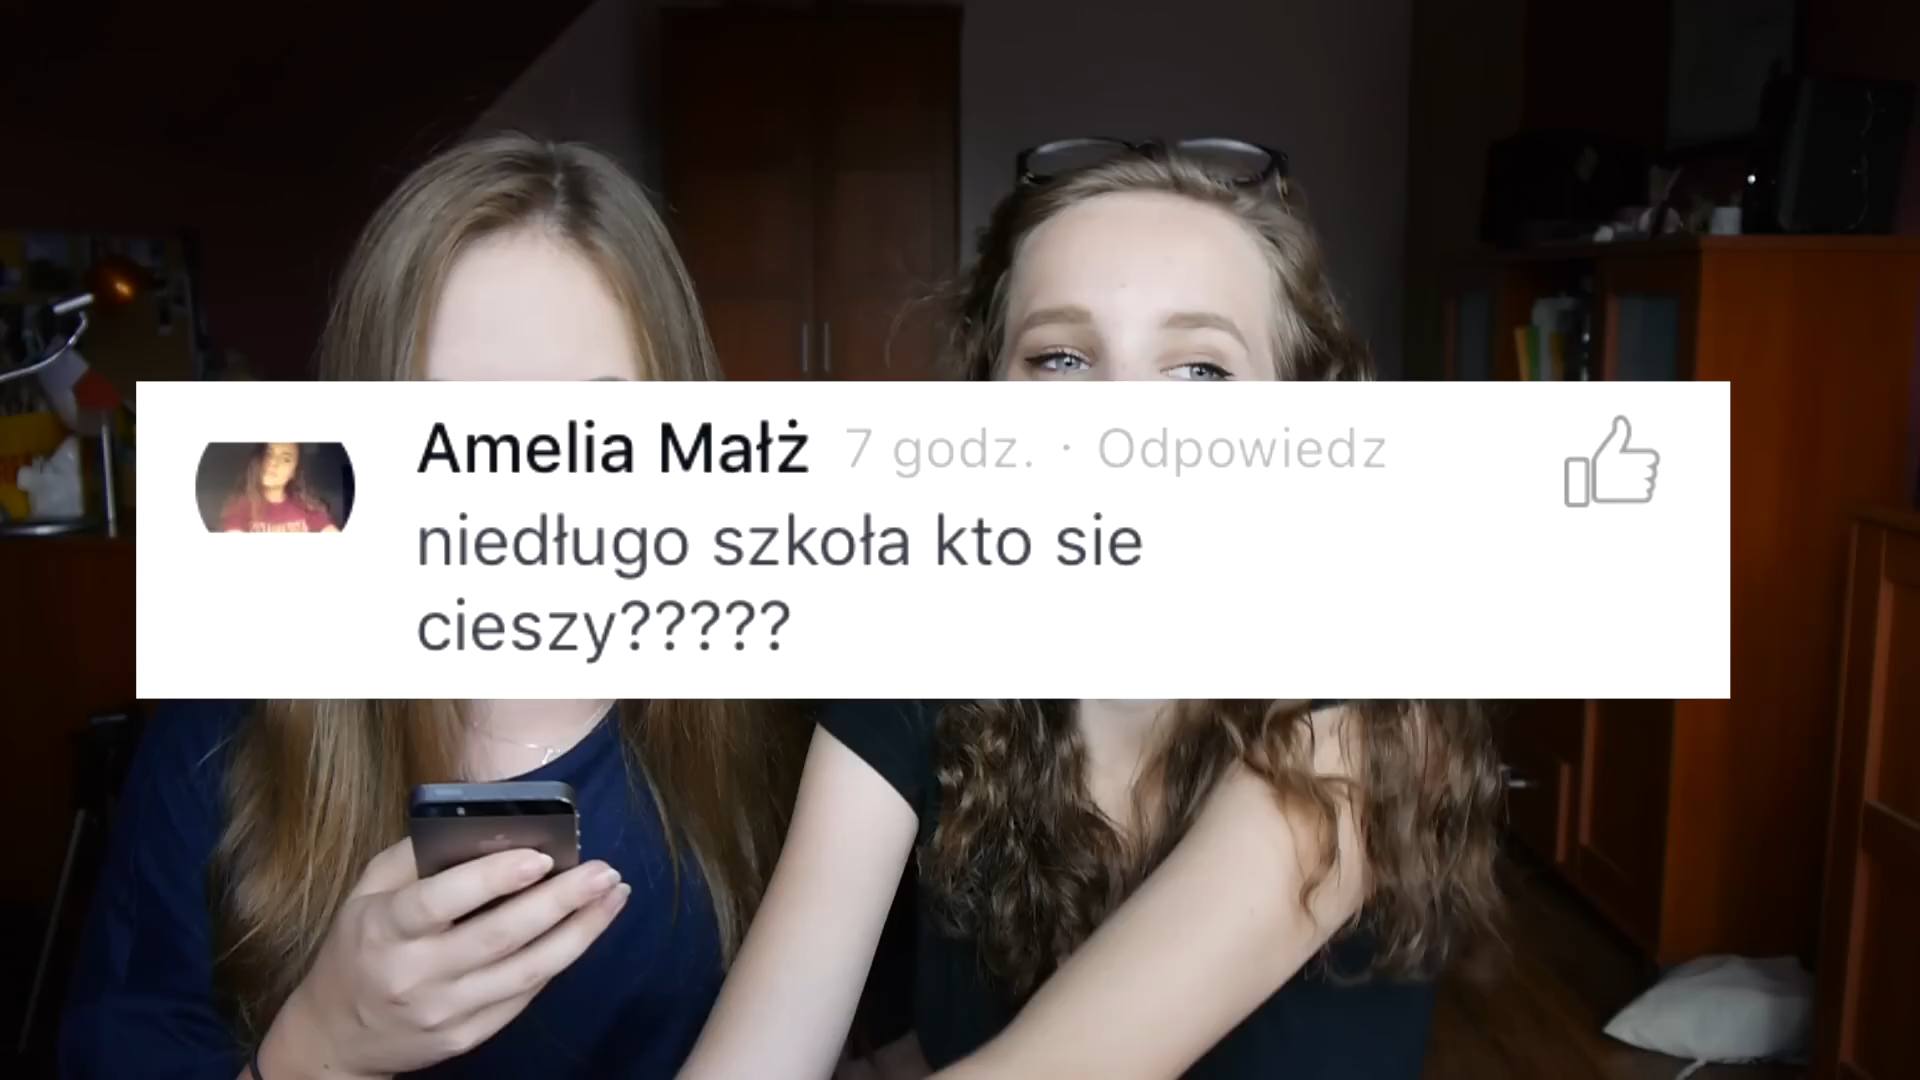 Amelia Małż 7 godz. · Odpowiedz
niedługo szkoła kto sie
cieszy?????